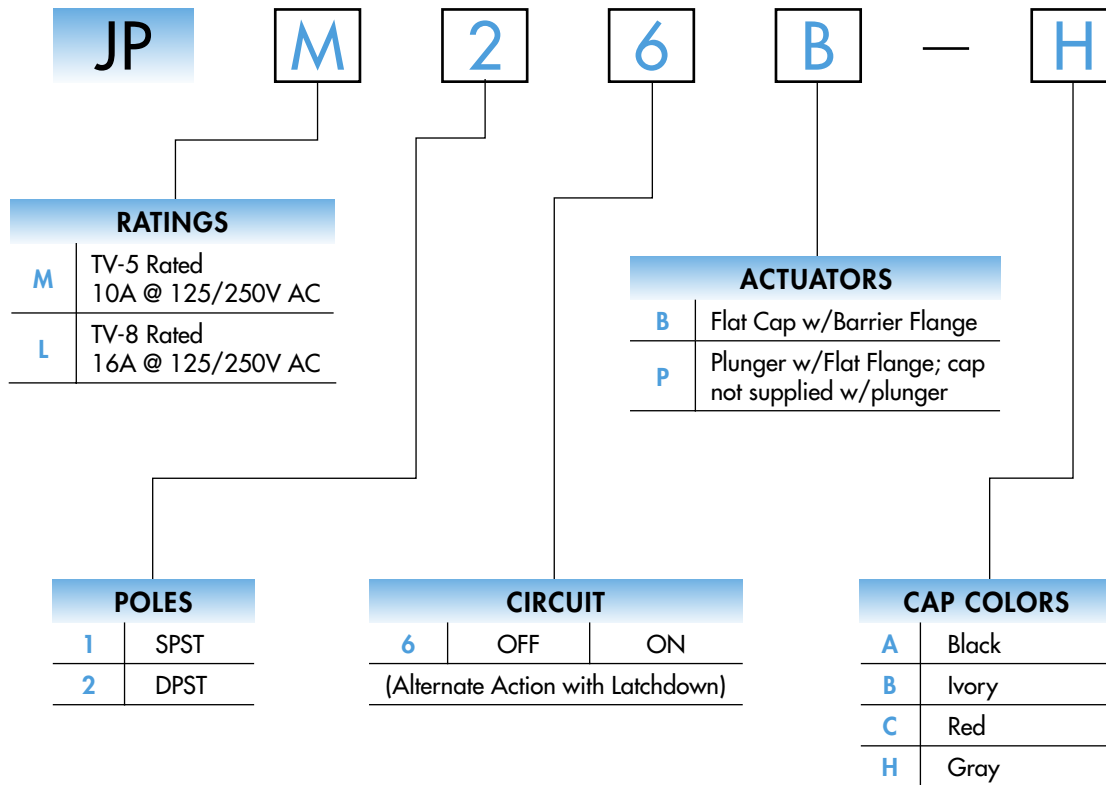 JP M 2 6 B — H
RATINGS
M TV-5 Rated
10A @ 125/250V AC
L TV-8 Rated
16A @ 125/250V AC
ACTUATORS
B Flat Cap w/Barrier Flange
P Plunger w/Flat Flange; cap
not supplied w/plunger
POLES
1 SPST
2 DPST
CIRCUIT
6 OFF ON
(Alternate Action with Latchdown)
CAP COLORS
A Black
B Ivory
C Red
H Gray